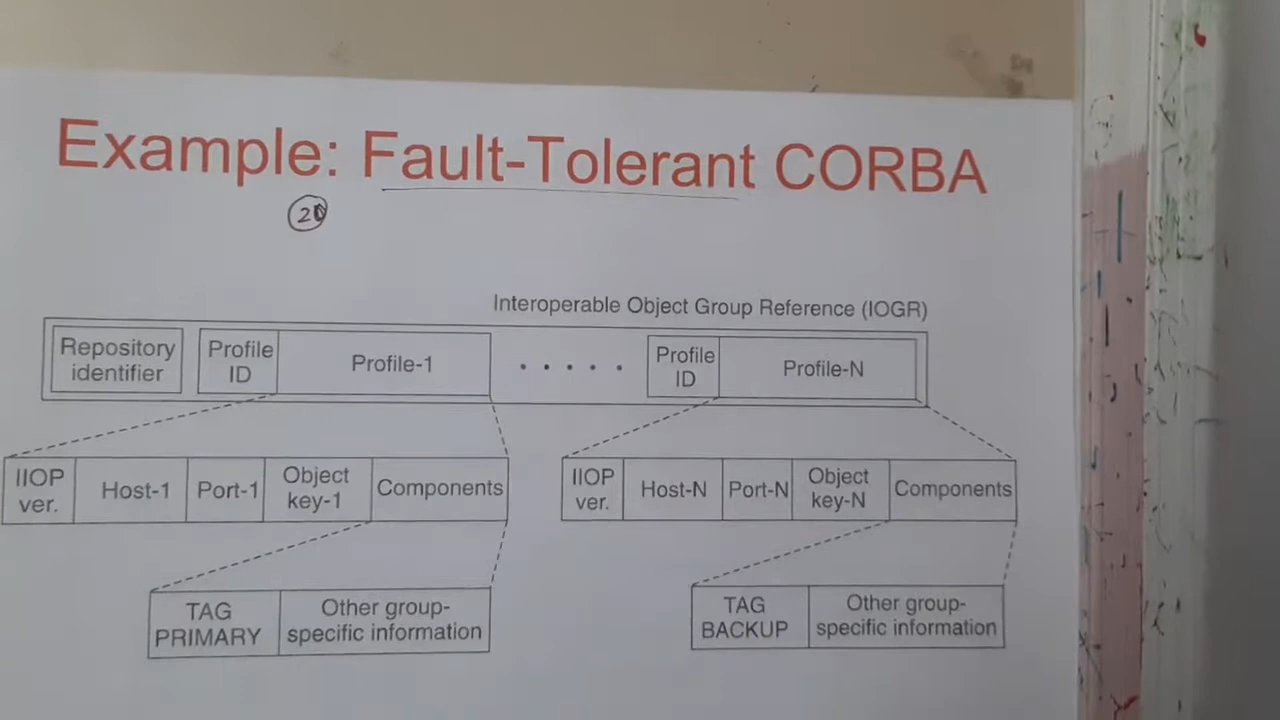 Example: Fault-Tolerant CORBA
Interoperable Object Group Reference (IOGR)
Repository
identifier
Profile
ID
Profile-1
Profile
ID
Profile-N
IIOP
ver.
Host-1
Port-1
Object
key-1
Components
IIOP
ver.
Host-N
Port-N
Object
key-N
Components
TAG
PRIMARY
Other group-
specific information
TAG
BACKUP
Other group-
specific information